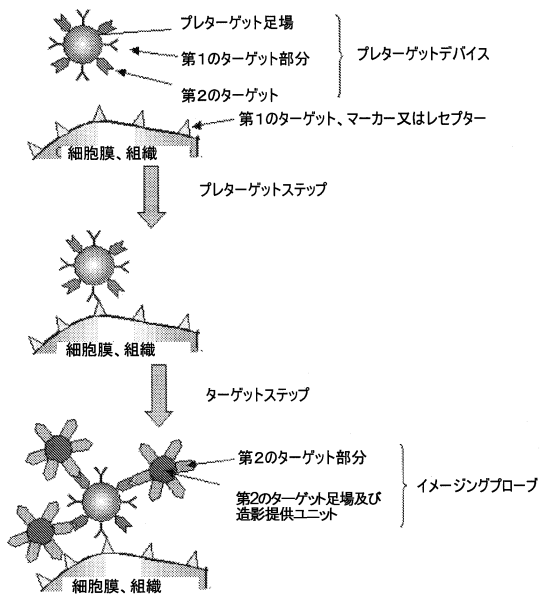 プレターゲット足場
第1のターゲット部分
第2のターゲット
プレターゲットデバイス
第1のターゲット、マーカー又はレセプター
細胞膜、組織
プレターゲットステップ
細胞膜、組織
ターゲットステップ
第2のターゲット部分
第2のターゲット足場及び
造影提供ユニット
イメージングプローブ
細胞膜、組織